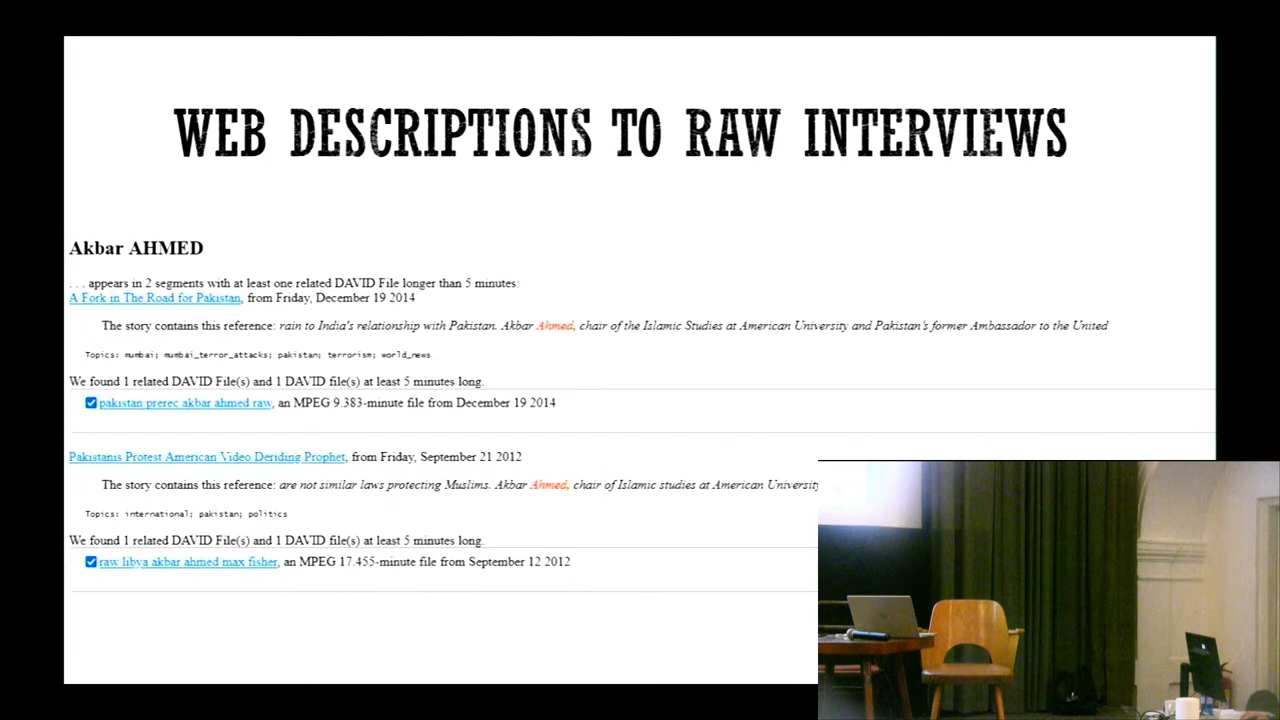 WEB DESCRIPTIONS TO RAW INTERVIEWS
Akbar AHMED
. . . appears in 2 segments with at least one related DAVID File longer than 5 minutes:
A Fork in The Road for Pakistan, from Friday, December 19 2014
The story contains this reference: rain to India's relationship with Pakistan. Akbar Ahmed, chair of the Islamic Studies at American University and Pakistan's former Ambassador to the United
Topics: mumbai; mumbai_terror_attacks; pakistan; terrorism; world_news
We found 1 related DAVID File(s) and 1 DAVID file(s) at least 5 minutes long.
pakistan prerec akbar ahmed raw, an MPEG 9.383-minute file from December 19 2014
Pakistanis Protest American Video Deriding Prophet, from Friday, September 21 2012
The story contains this reference: are not similar laws protecting Muslims. Akbar Ahmed, chair of Islamic studies at American University
Topics: international; pakistan; politics
We found 1 related DAVID File(s) and 1 DAVID file(s) at least 5 minutes long.
raw libya akbar ahmed max fisher, an MPEG 17.455-minute file from September 12 2012